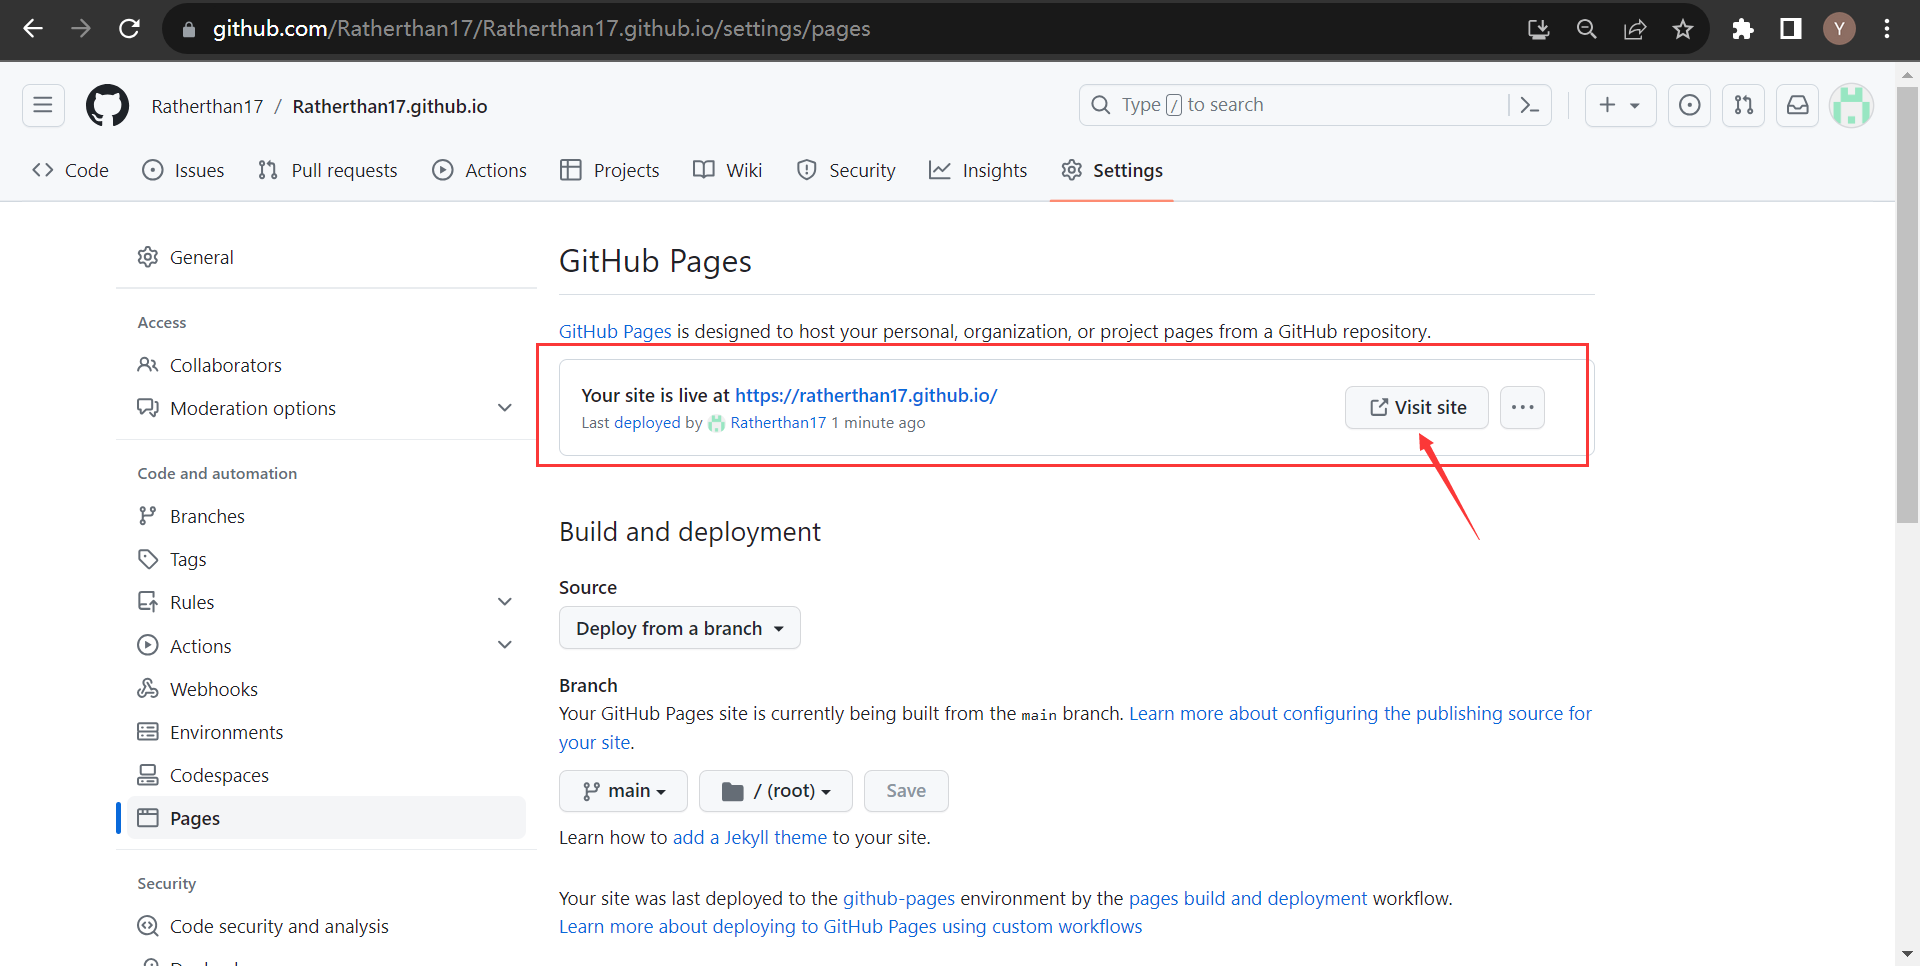 github.com/Ratherthan17/Ratherthan17.github.io/settings/pages
Y
Ratherthan17 / Ratherthan17.github.io
Type / to search
Code
Issues
Pull requests
Actions
Projects
Wiki
Security
Insights
Settings
General
Access
Collaborators
Moderation options
Code and automation
Branches
Tags
Rules
Actions
Webhooks
Environments
Codespaces
Pages
Security
Code security and analysis
GitHub Pages
GitHub Pages is designed to host your personal, organization, or project pages from a GitHub repository.
Your site is live at https://ratherthan17.github.io/
Last deployed by Ratherthan17 1 minute ago
Visit site
Build and deployment
Source
Deploy from a branch
Branch
Your GitHub Pages site is currently being built from the main branch. Learn more about configuring the publishing source for
your site.
main
/ (root)
Save
Learn how to add a Jekyll theme to your site.
Your site was last deployed to the github-pages environment by the pages build and deployment workflow.
Learn more about deploying to GitHub Pages using custom workflows